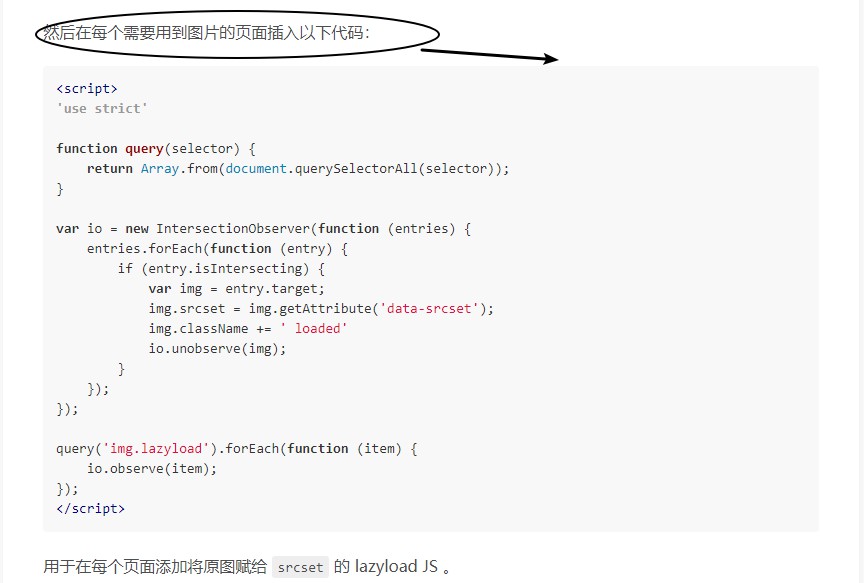 然后在每个需要用到图片的页面插入以下代码：
<script>
'use strict'
function query(selector) {
    return Array.from(document.querySelectorAll(selector));
}
var io = new IntersectionObserver(function (entries) {
    entries.forEach(function (entry) {
        if (entry.isIntersecting) {
            var img = entry.target;
            img.srcset = img.getAttribute('data-srcset');
            img.className += ' loaded'
            io.unobserve(img);
        }
    });
});
query('img.lazyload').forEach(function (item) {
    io.observe(item);
});
</script>
用于在每个页面添加将原图赋给 srcset 的 lazyload JS 。